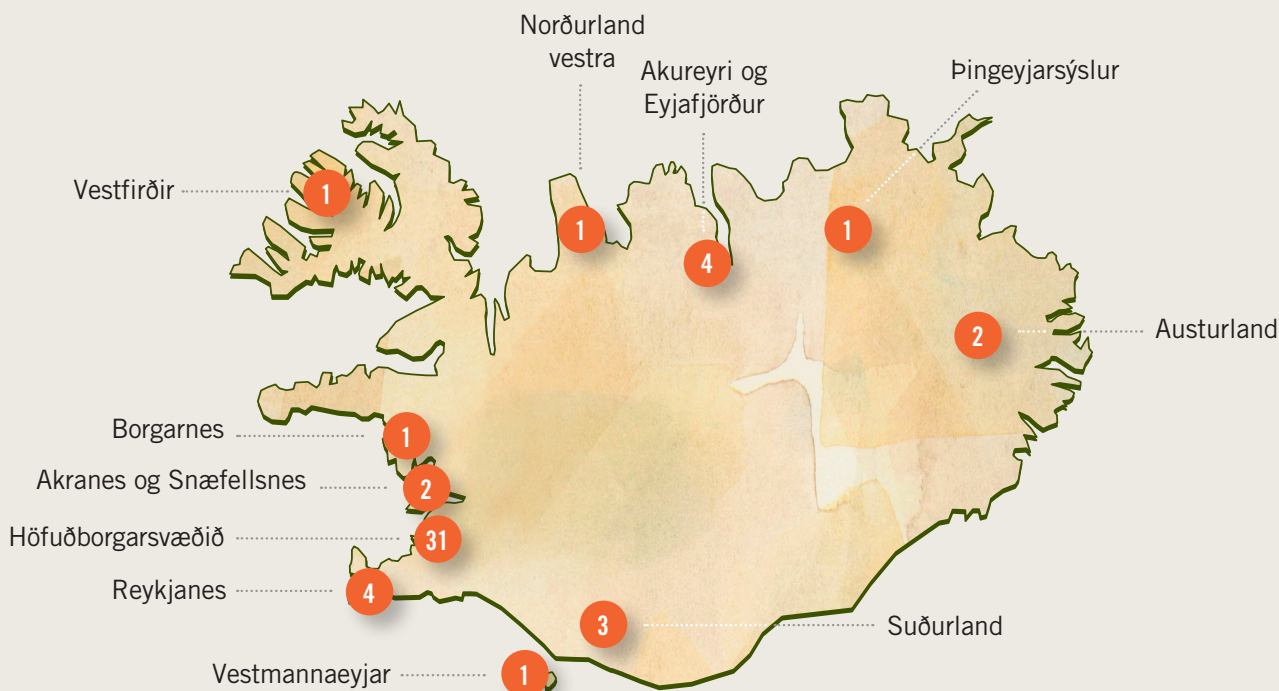 Norðurland
vestra
Akureyri og
Eyjafjörður
Þingeyjarsýslur
Vestfirðir
1
1
4
1
2
Austurland
Borgarnes
1
Akranes og Snæfellsnes
2
Höfuðborgarsvæðið
31
Reykjanes
4
3
Suðurland
Vestmannaeyjar
1